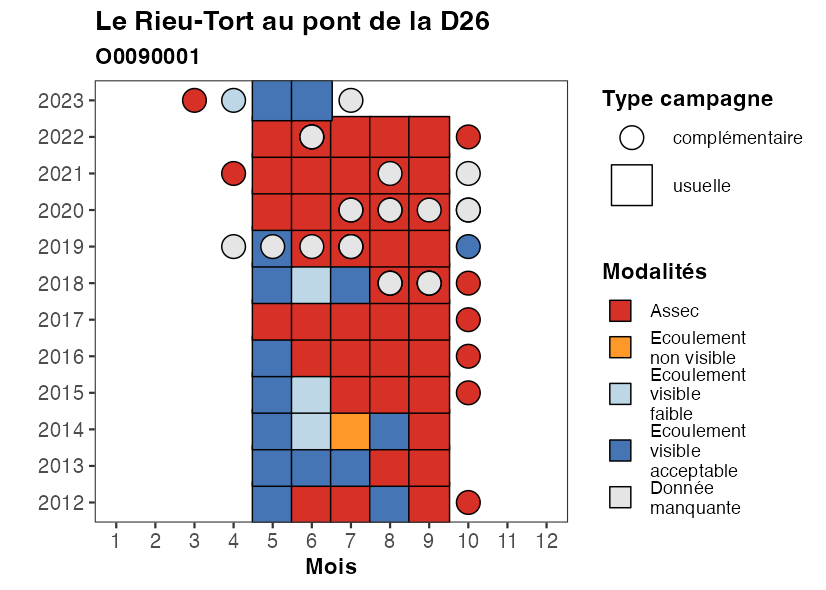 Le Rieu-Tort au pont de la D26
O0090001
2023
2022
2021
2020
2019
2018
2017
2016
2015
2014
2013
2012
1 2 3 4 5 6 7 8 9 10 11 12
Mois
Type campagne
complémentaire
usuelle
Modalités
Assec
Ecoulement
non visible
Ecoulement
visible
faible
Ecoulement
visible
acceptable
Donnée
manquante